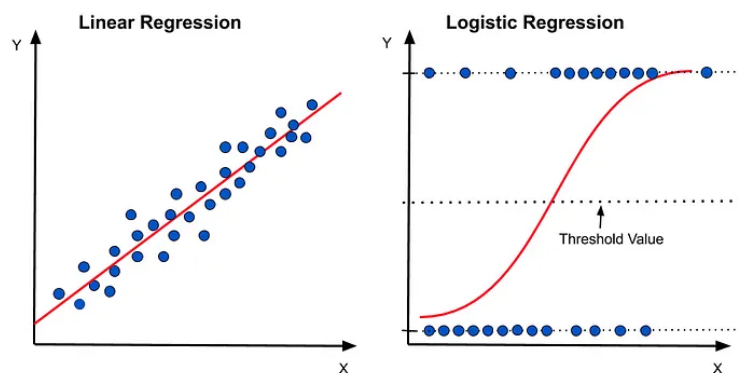 Linear Regression
Y
X
Logistic Regression
Y
Threshold Value
X